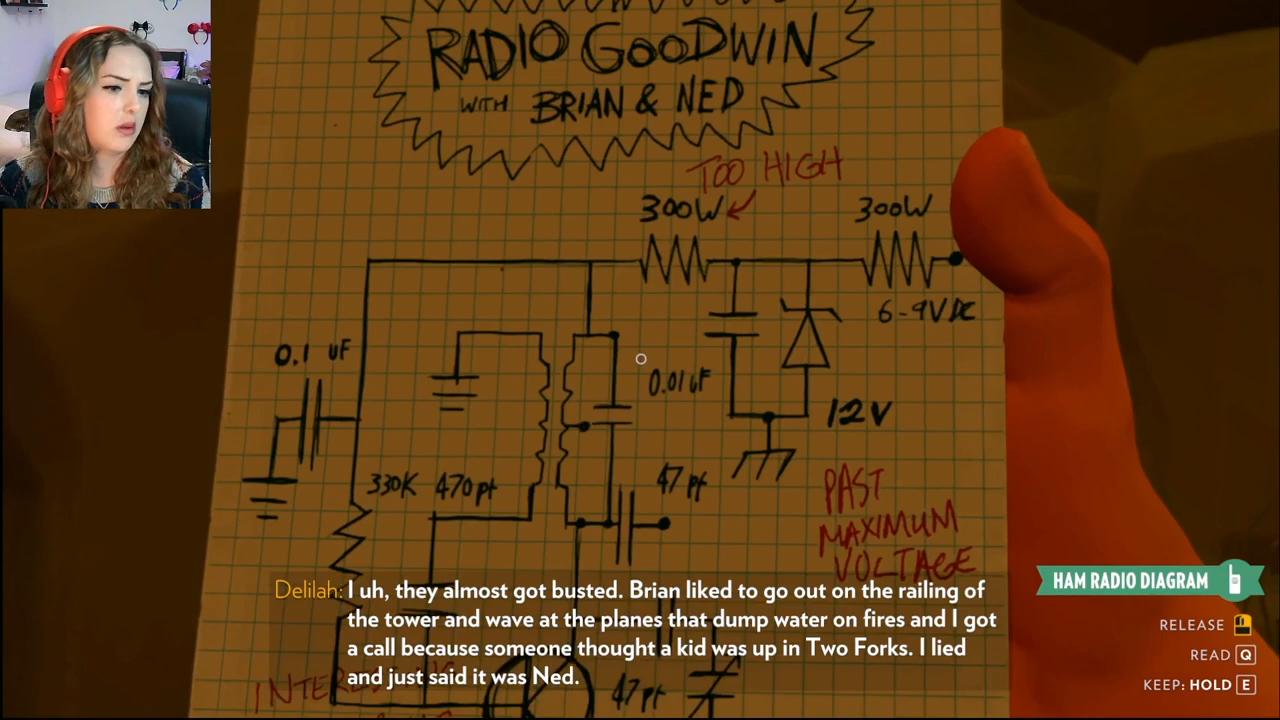 RADIO GOODWIN
WITH BRIAN & NED
TOO HIGH
300W
300W
6-9VDC
0.1 uF
0.01uF
12V
330K 470pf
47 pf
PAST
MAXIMUM
VOLTAGE
Delilah: I uh, they almost got busted. Brian liked to go out on the railing of
the tower and wave at the planes that dump water on fires and I got
a call because someone thought a kid was up in Two Forks. I lied
and just said it was Ned.
47pf
HAM RADIO DIAGRAM
RELEASE
READ Q
KEEP: HOLD E